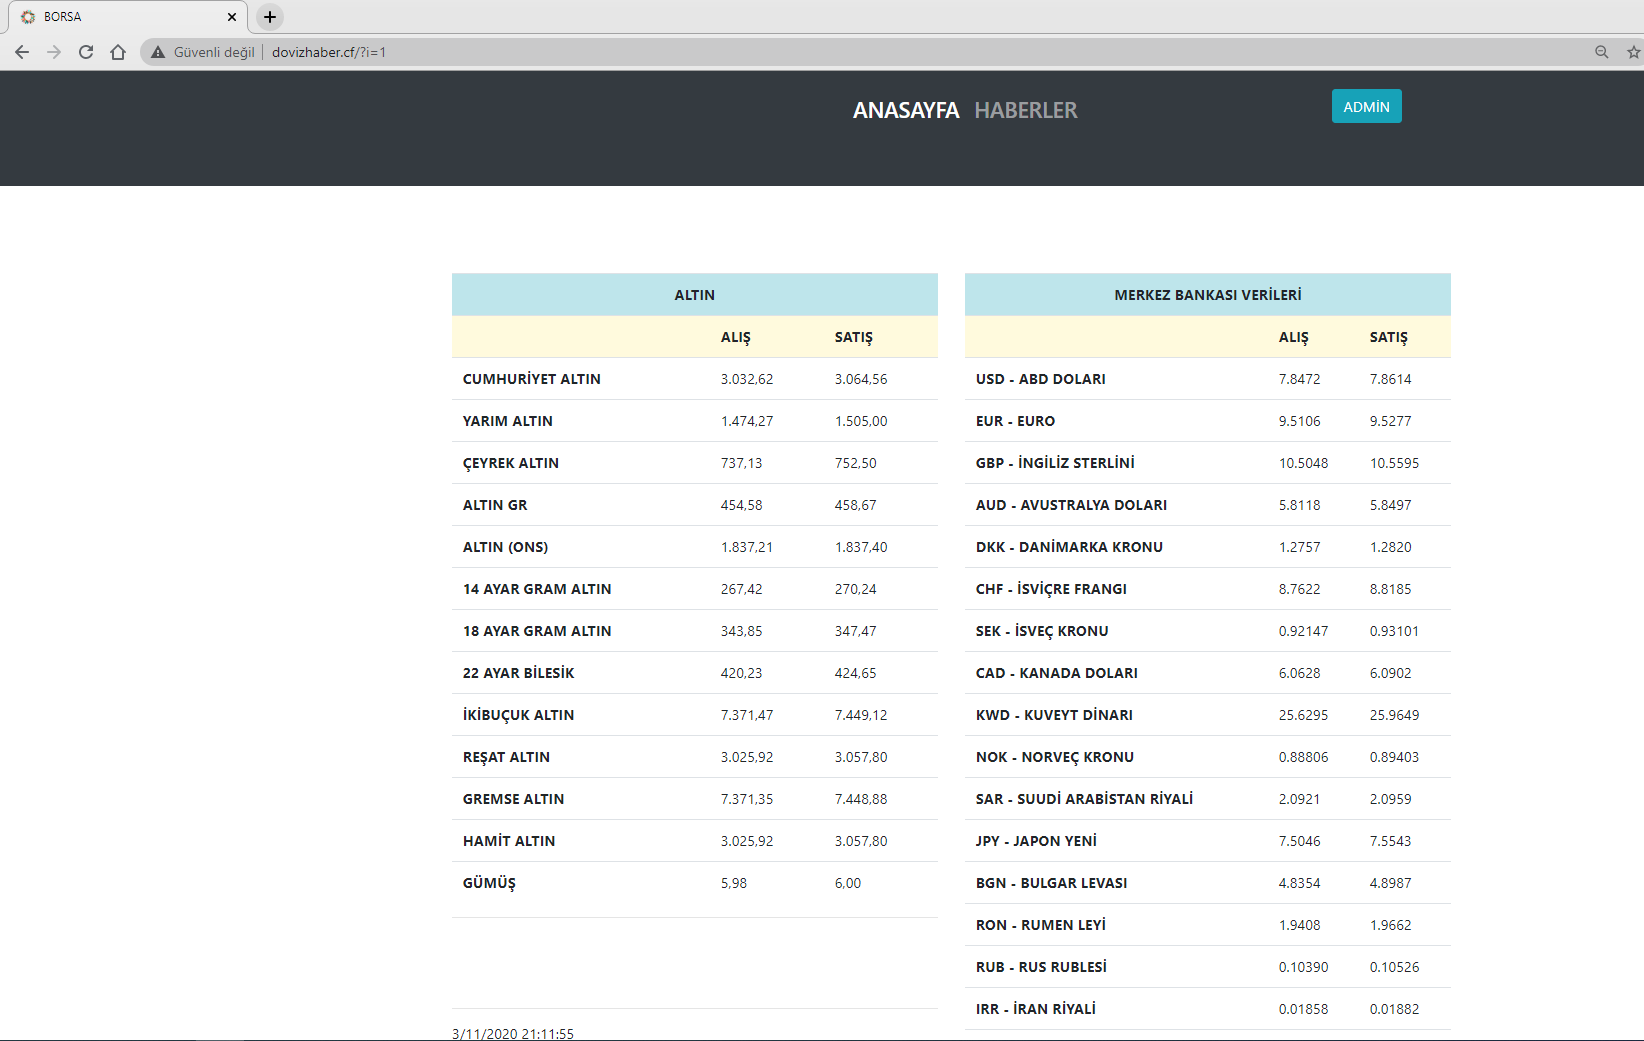 BORSA
Güvenli değil | dovizhaber.cf/?i=1
ANASAYFA HABERLER ADMİN
ALTIN
ALIŞ SATIŞ
CUMHURİYET ALTIN 3.032,62 3.064,56
YARIM ALTIN 1.474,27 1.505,00
ÇEYREK ALTIN 737,13 752,50
ALTIN GR 454,58 458,67
ALTIN (ONS) 1.837,21 1.837,40
14 AYAR GRAM ALTIN 267,42 270,24
18 AYAR GRAM ALTIN 343,85 347,47
22 AYAR BİLESİK 420,23 424,65
İKİBUÇUK ALTIN 7.371,47 7.449,12
REŞAT ALTIN 3.025,92 3.057,80
GREMSE ALTIN 7.371,35 7.448,88
HAMİT ALTIN 3.025,92 3.057,80
GÜMÜŞ 5,98 6,00
3/11/2020 21:11:55
MERKEZ BANKASI VERİLERİ
ALIŞ SATIŞ
USD - ABD DOLARI 7.8472 7.8614
EUR - EURO 9.5106 9.5277
GBP - İNGİLİZ STERLİNİ 10.5048 10.5595
AUD - AVUSTRALYA DOLARI 5.8118 5.8497
DKK - DANİMARKA KRONU 1.2757 1.2820
CHF - İSVİÇRE FRANGI 8.7622 8.8185
SEK - İSVEÇ KRONU 0.92147 0.93101
CAD - KANADA DOLARI 6.0628 6.0902
KWD - KUVEYT DİNARI 25.6295 25.9649
NOK - NORVEÇ KRONU 0.88806 0.89403
SAR - SUUDİ ARABİSTAN RİYALİ 2.0921 2.0959
JPY - JAPON YENİ 7.5046 7.5543
BGN - BULGAR LEVASI 4.8354 4.8987
RON - RUMEN LEYİ 1.9408 1.9662
RUB - RUS RUBLESİ 0.10390 0.10526
IRR - İRAN RİYALİ 0.01858 0.01882